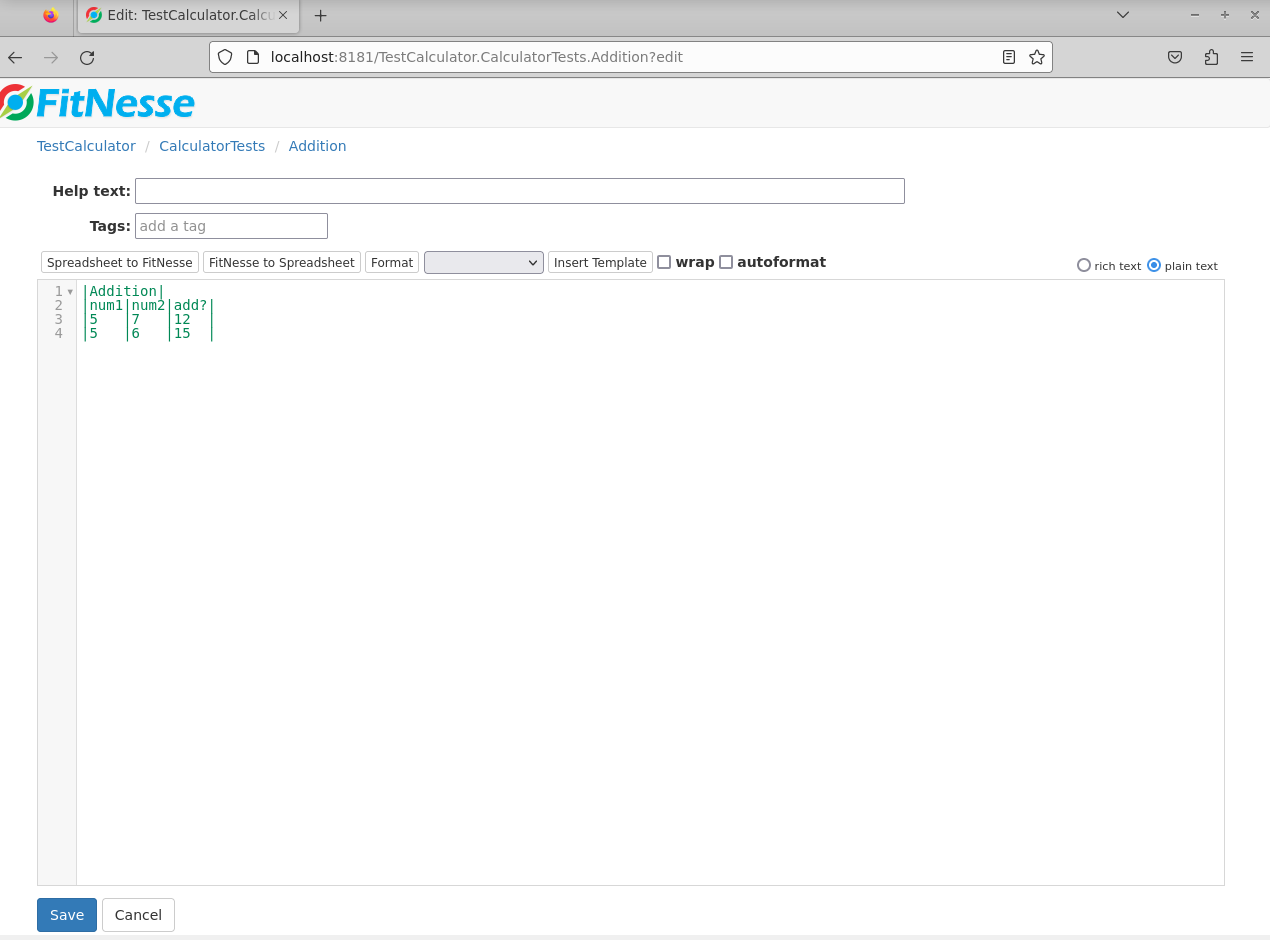 Edit: TestCalculator.Calcu
localhost:8181/TestCalculator.CalculatorTests.Addition?edit
FitNesse
TestCalculator / CalculatorTests / Addition
Help text:
Tags: add a tag
Spreadsheet to FitNesse FitNesse to Spreadsheet Format Insert Template wrap autoformat rich text plain text
1 |Addition|
2 |num1|num2|add?|
3 |5 |7 |12 |
4 |5 |6 |15 |
Save Cancel